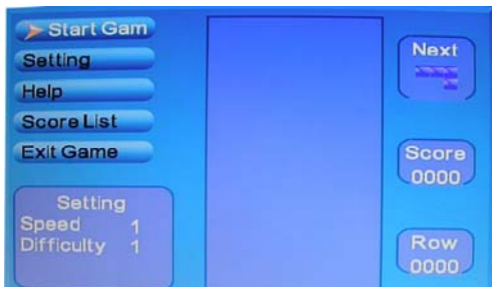 Start Gam
Setting
Help
Score List
Exit Game
Setting
Speed 1
Difficulty 1
Next
Score
0000
Row
0000